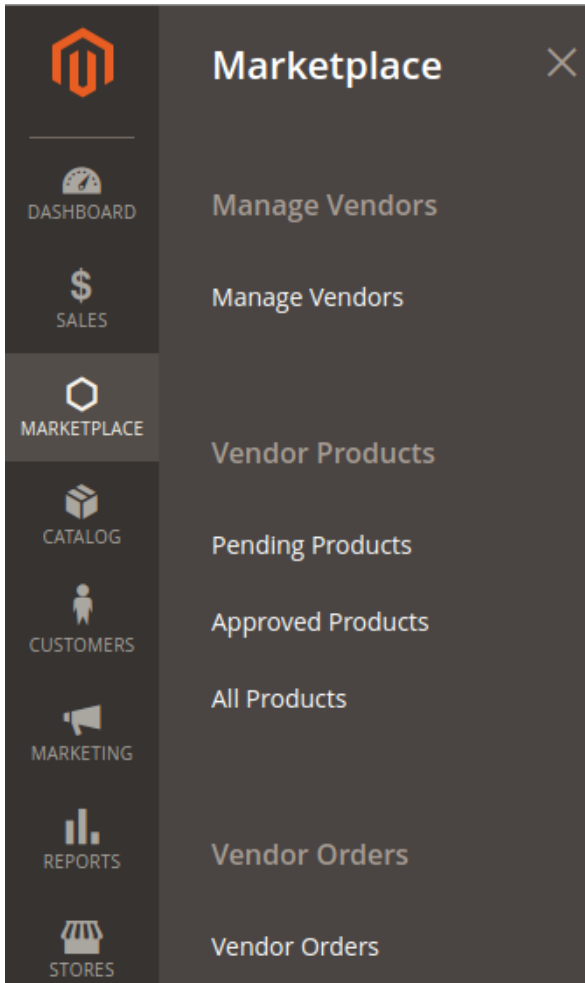 DASHBOARD
$
SALES
MARKETPLACE
CATALOG
CUSTOMERS
MARKETING
REPORTS
STORES
Marketplace
Manage Vendors
Manage Vendors
Vendor Products
Pending Products
Approved Products
All Products
Vendor Orders
Vendor Orders